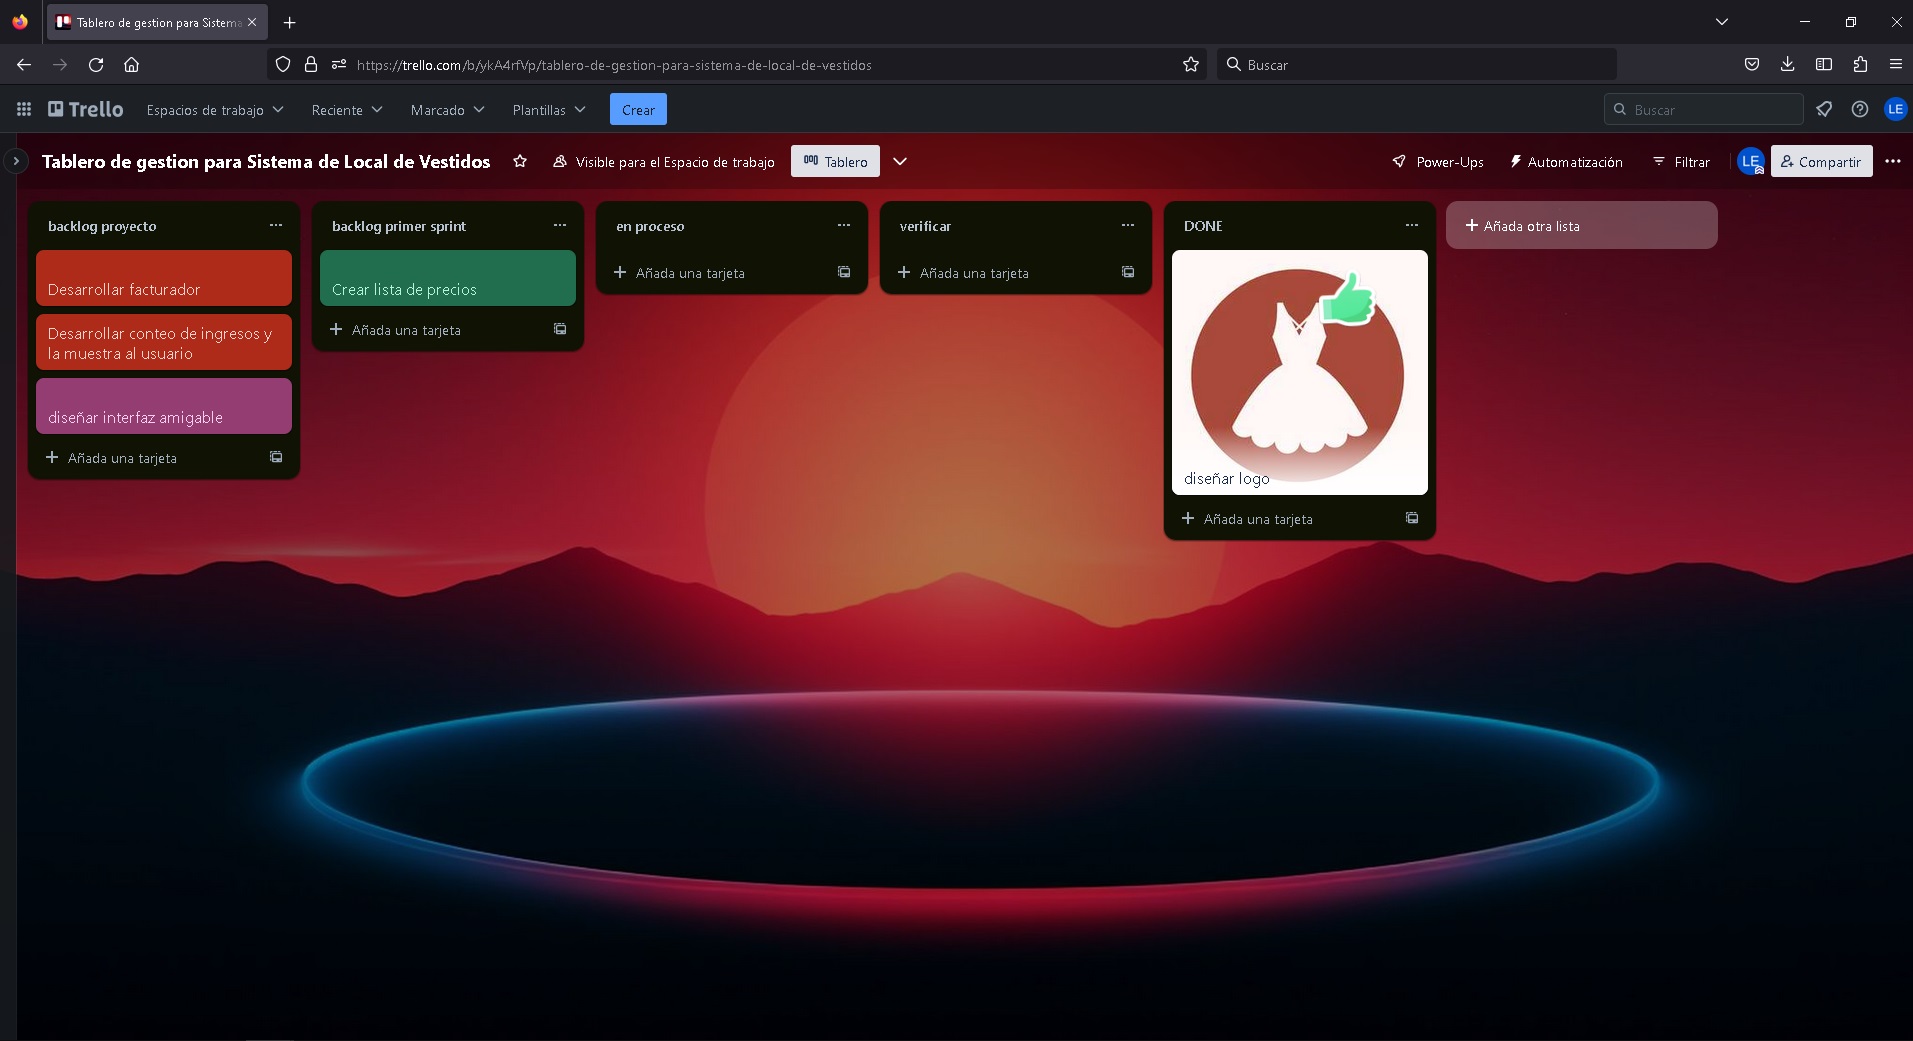 Tablero de gestion para Sistema
https://trello.com/b/ykA4rfVp/tablero-de-gestion-para-sistema-de-local-de-vestidos
Buscar
Trello
Espacios de trabajo
Reciente
Marcado
Plantillas
Crear
Buscar
LE
Tablero de gestion para Sistema de Local de Vestidos
Visible para el Espacio de trabajo
Tablero
Power-Ups
Automatización
Filtrar
LE
Compartir
backlog proyecto
Desarrollar facturador
Desarrollar conteo de ingresos y
la muestra al usuario
diseñar interfaz amigable
Añada una tarjeta
backlog primer sprint
Crear lista de precios
Añada una tarjeta
en proceso
Añada una tarjeta
verificar
Añada una tarjeta
DONE
diseñar logo
Añada una tarjeta
Añada otra lista